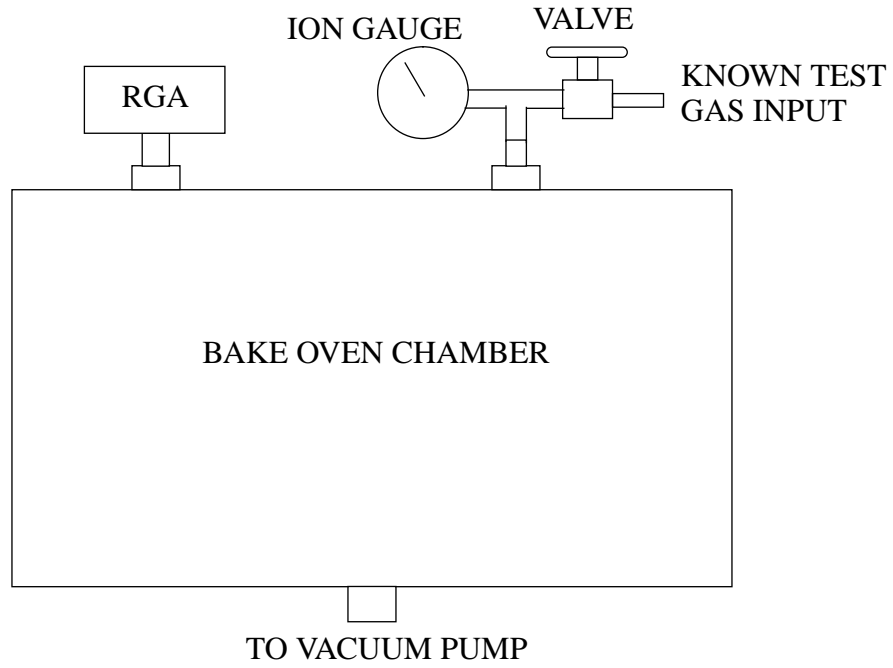 ION GAUGE
VALVE
RGA
KNOWN TEST
GAS INPUT
BAKE OVEN CHAMBER
TO VACUUM PUMP